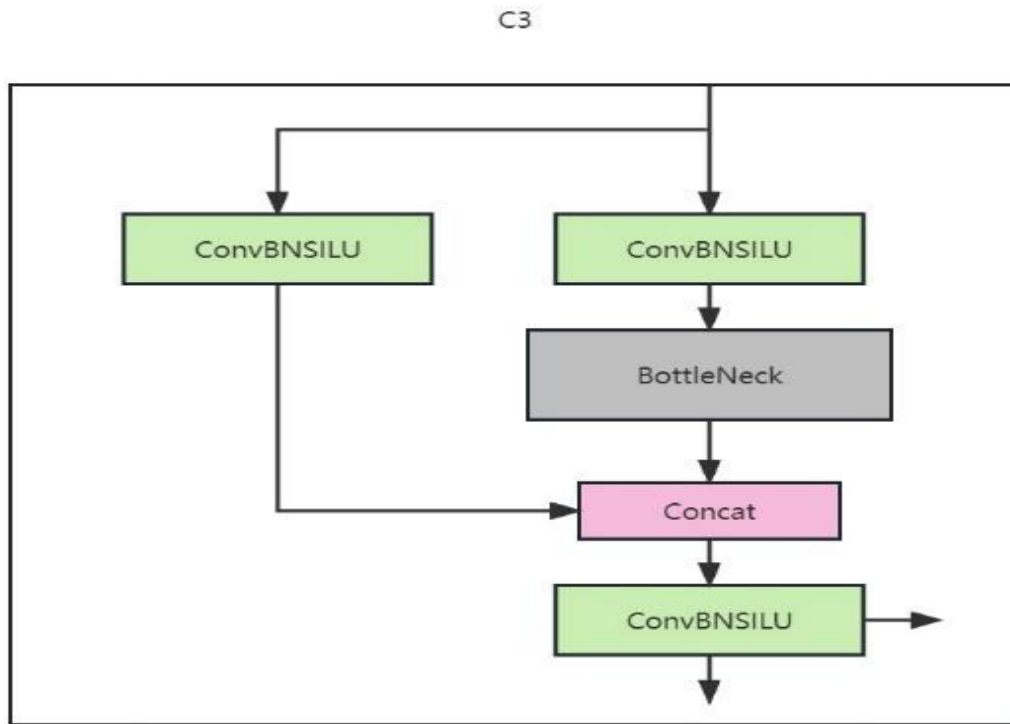 C3
ConvBNSILU
ConvBNSILU
BottleNeck
Concat
ConvBNSILU